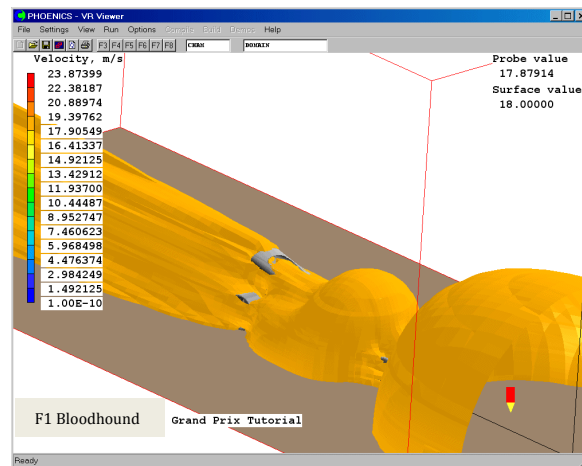 PHOENICS - VR Viewer
File Settings View Run Options Compile Build Demos Help
F3 F4 F5 F6 F7 F8 CHAM DOMAIN
Velocity, m/s
23.87399
22.38187
20.88974
19.39762
17.90549
16.41337
14.92125
13.42912
11.93700
10.44487
8.952747
7.460623
5.968498
4.476374
2.984249
1.492125
1.00E-10
Probe value
17.87914
Surface value
18.00000
F1 Bloodhound
Grand Prix Tutorial
Ready